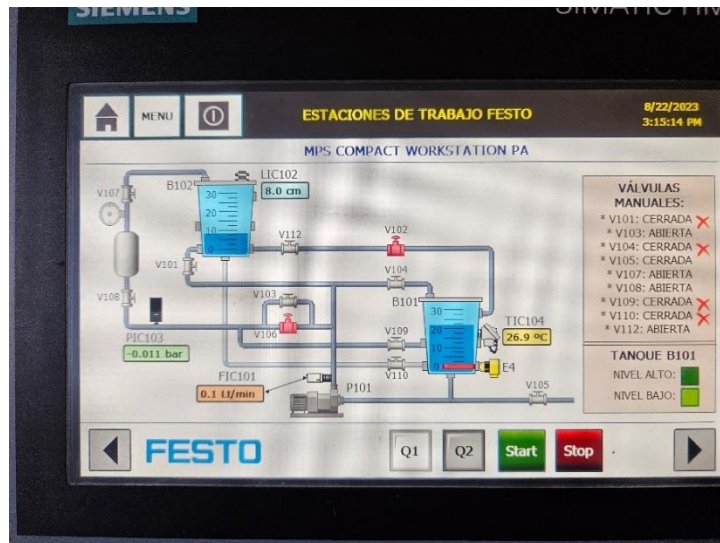 SIEMENS
SIMATIC HM
MENU
ESTACIONES DE TRABAJO FESTO
8/22/2023
3:15:14 PM
MPS COMPACT WORKSTATION PA
LIC102
B102
8.0 cm
V107
30
20
10
0
V112
V102
V101
V104
V108
V103
B101
30
20
10
0
TIC104
26.9 ºC
V106
V109
PIC103
-0.011 bar
V110
E4
FIC101
0.1 Lt/min
P101
V105
VÁLVULAS
MANUALES:
* V101: CERRADA
* V103: ABIERTA
* V104: CERRADA
* V105: CERRADA
* V107: ABIERTA
* V108: ABIERTA
* V109: CERRADA
* V110: CERRADA
* V112: ABIERTA
TANQUE B101
NIVEL ALTO:
NIVEL BAJO:
FESTO
Q1
Q2
Start
Stop